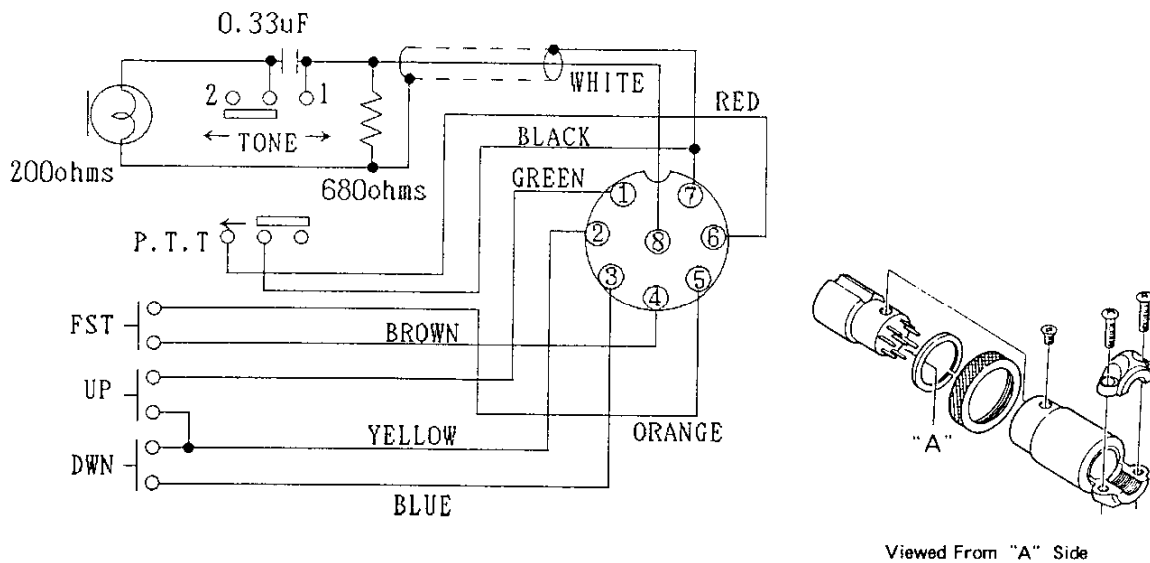 0.33uF
WHITE
RED
2
1
TONE
BLACK
200ohms
680ohms
GREEN
1
7
2
8
6
P.T.T
3
5
4
FST
BROWN
UP
YELLOW
ORANGE
"A"
DWN
BLUE
Viewed From "A" Side